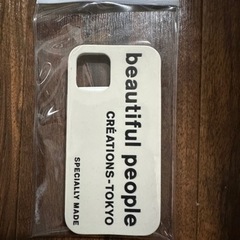 beautiful people
CRÉATIONS-TOKYO
SPECIALLY MADE